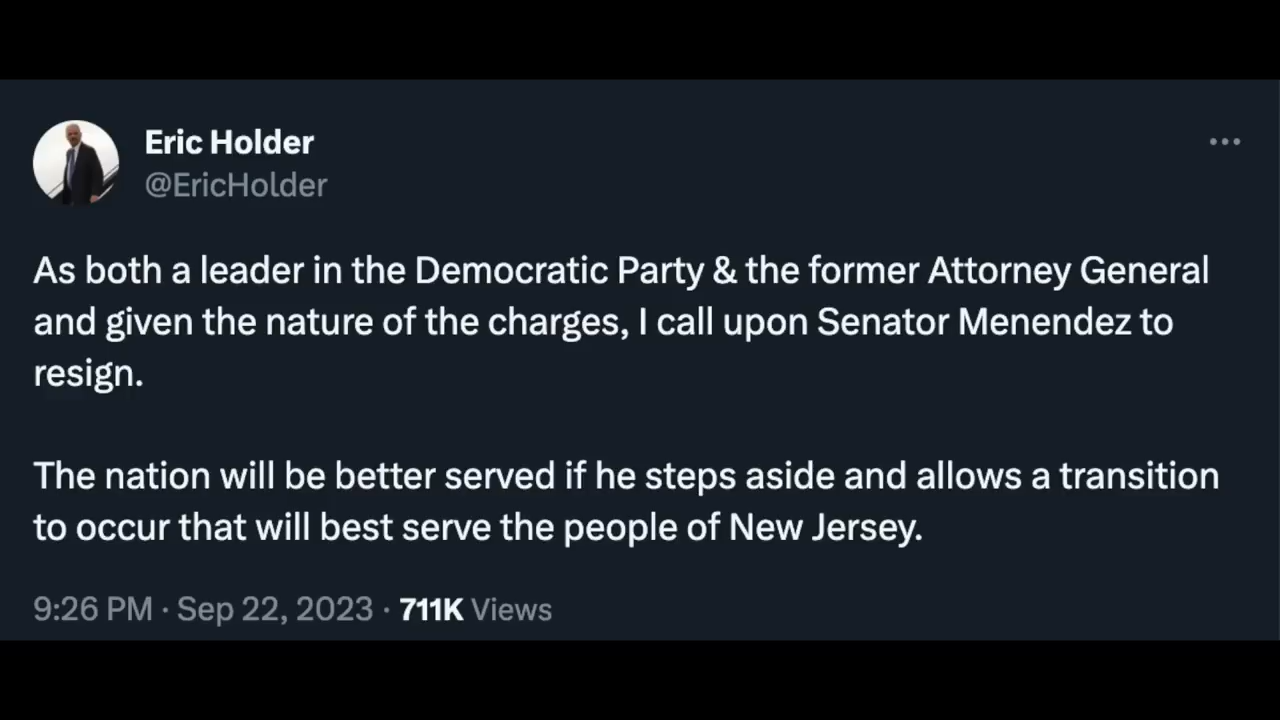 Eric Holder
@EricHolder
As both a leader in the Democratic Party & the former Attorney General
and given the nature of the charges, I call upon Senator Menendez to
resign.
The nation will be better served if he steps aside and allows a transition
to occur that will best serve the people of New Jersey.
9:26 PM · Sep 22, 2023 · 711K Views